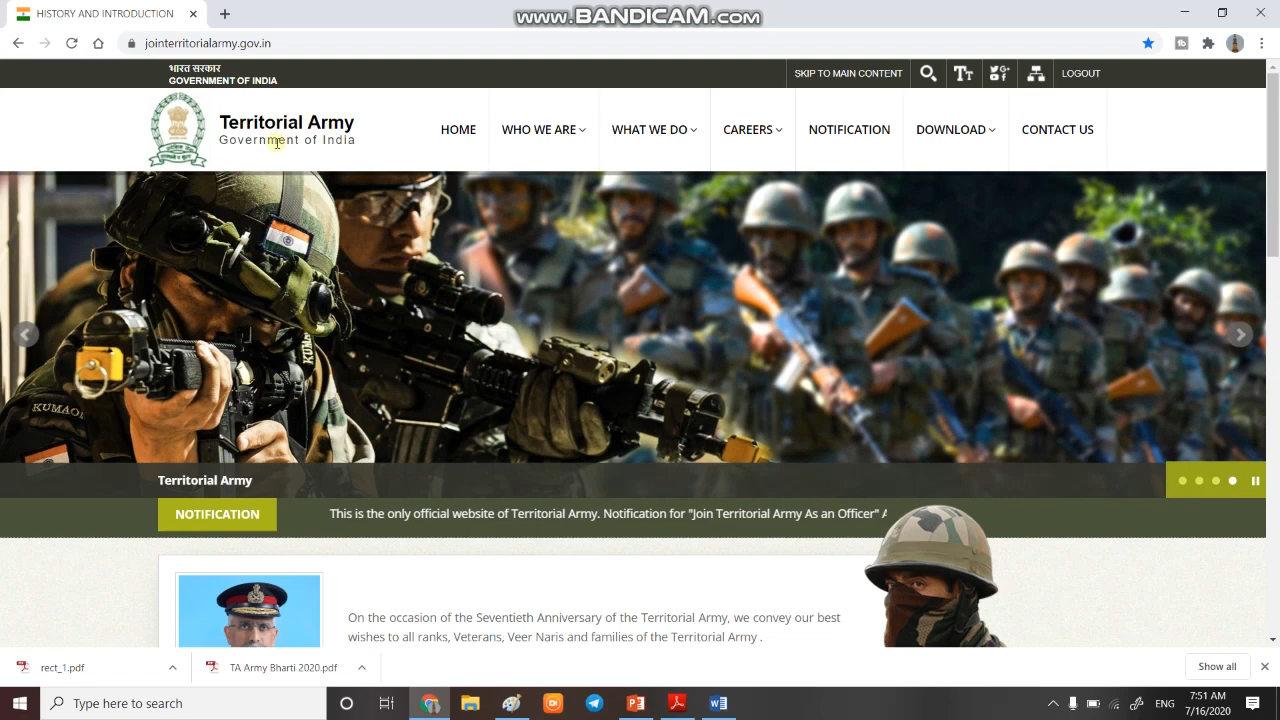 www.BANDICAM.com
HISTORY AND INTRODUCTION
jointerritorialarmy.gov.in
भारत सरकार
GOVERNMENT OF INDIA
SKIP TO MAIN CONTENT
LOGOUT
Territorial Army
Government of India
HOME
WHO WE ARE
WHAT WE DO
CAREERS
NOTIFICATION
DOWNLOAD
CONTACT US
KUMAO
Territorial Army
NOTIFICATION
This is the only official website of Territorial Army. Notification for "Join Territorial Army As an Officer" A
On the occasion of the Seventieth Anniversary of the Territorial Army, we convey our best
wishes to all ranks, Veterans, Veer Naris and families of the Territorial Army .
rect_1.pdf
TA Army Bharti 2020.pdf
Show all
Type here to search
ENG
7:51 AM
7/16/2020